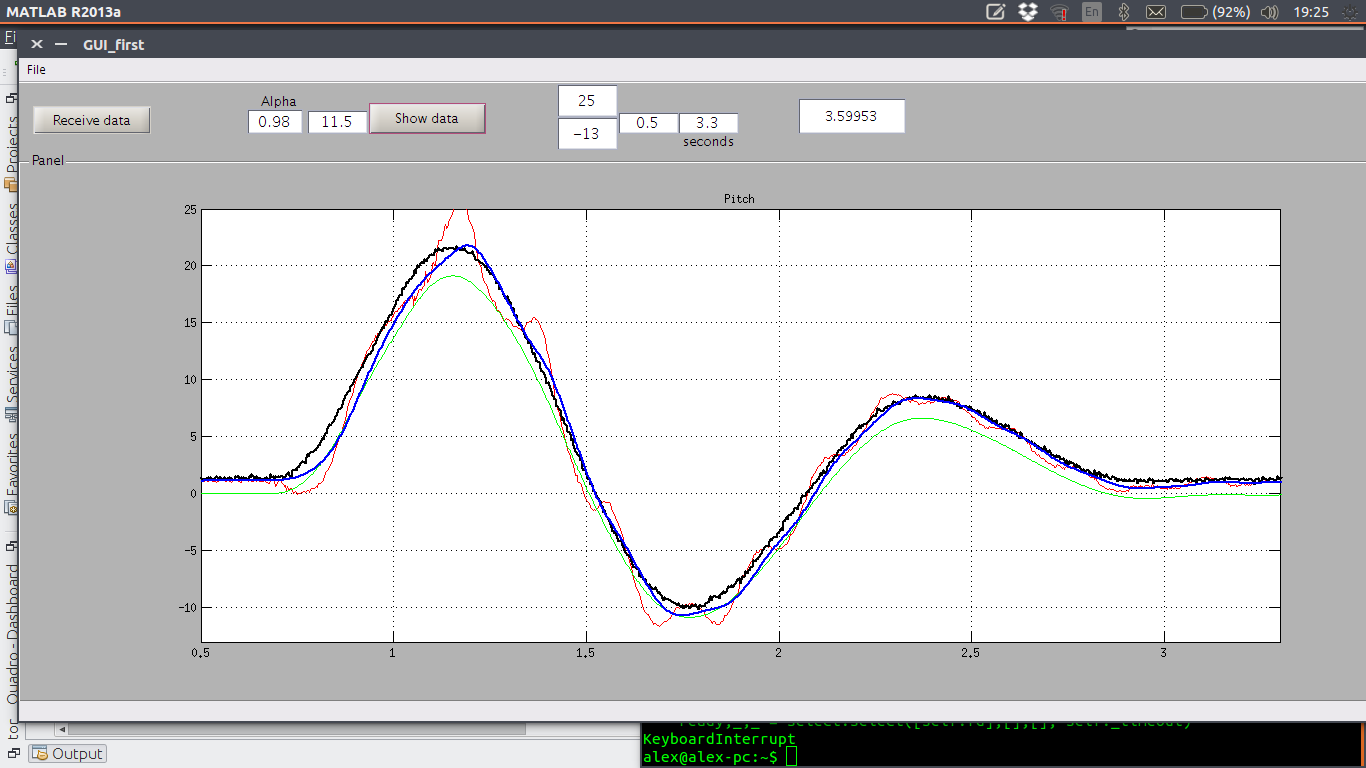 MATLAB R2013a
En
(92%)
19:25
GUI_first
File
Receive data
Alpha
0.98
11.5
Show data
25
-13
0.5
3.3
seconds
3.59953
Panel
Pitch
25
20
15
10
5
0
-5
-10
0.5 1 1.5 2 2.5 3
Projects
Classes
Files
Services
Favorites
Quadro - Dashboard
tor
Output
ready,_,_ = select.select([self.fd],[],[], self._timeout)
KeyboardInterrupt
alex@alex-pc:~$